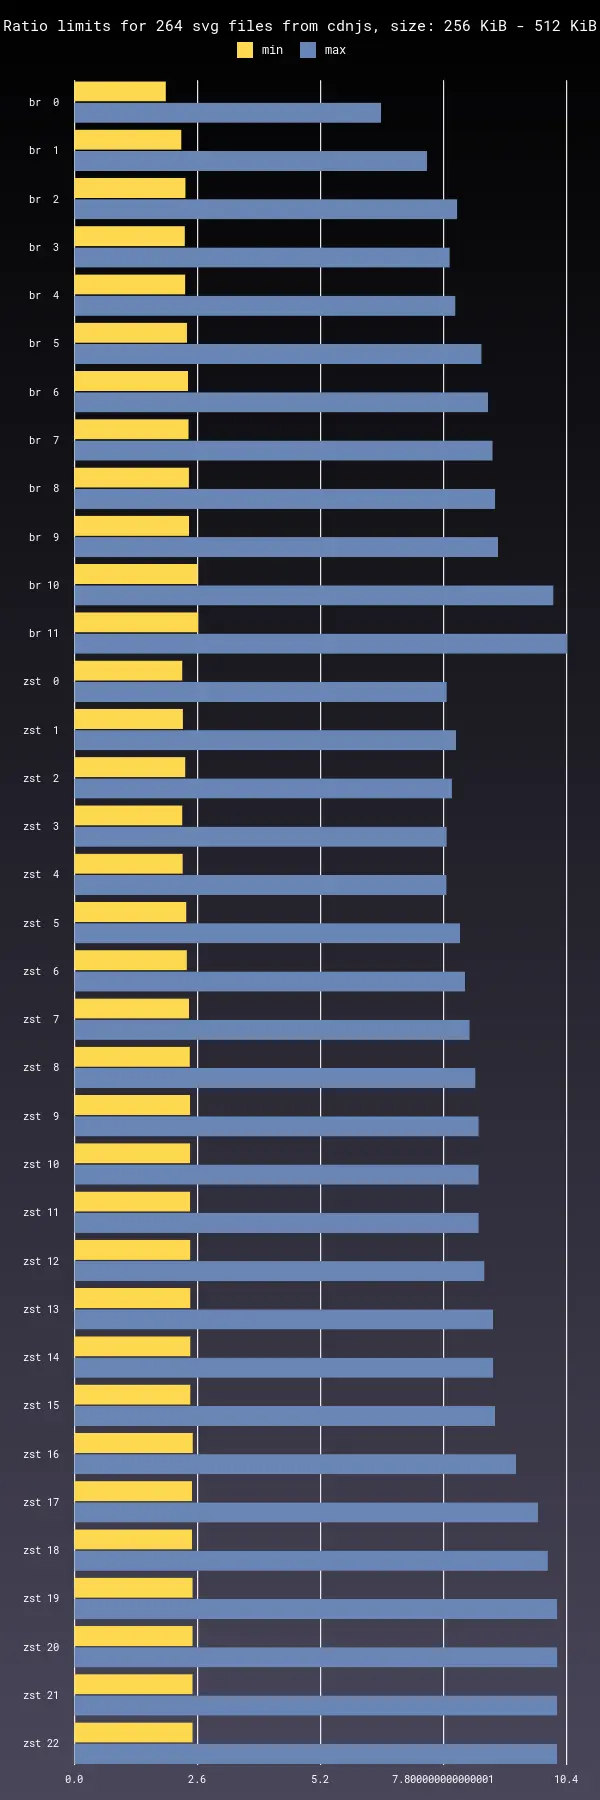 Ratio limits for 264 svg files from cdnjs, size: 256 KiB - 512 KiB
min max
br 0
br 1
br 2
br 3
br 4
br 5
br 6
br 7
br 8
br 9
br 10
br 11
zst 0
zst 1
zst 2
zst 3
zst 4
zst 5
zst 6
zst 7
zst 8
zst 9
zst 10
zst 11
zst 12
zst 13
zst 14
zst 15
zst 16
zst 17
zst 18
zst 19
zst 20
zst 21
zst 22
0.0 2.6 5.2 7.800000000000001 10.4